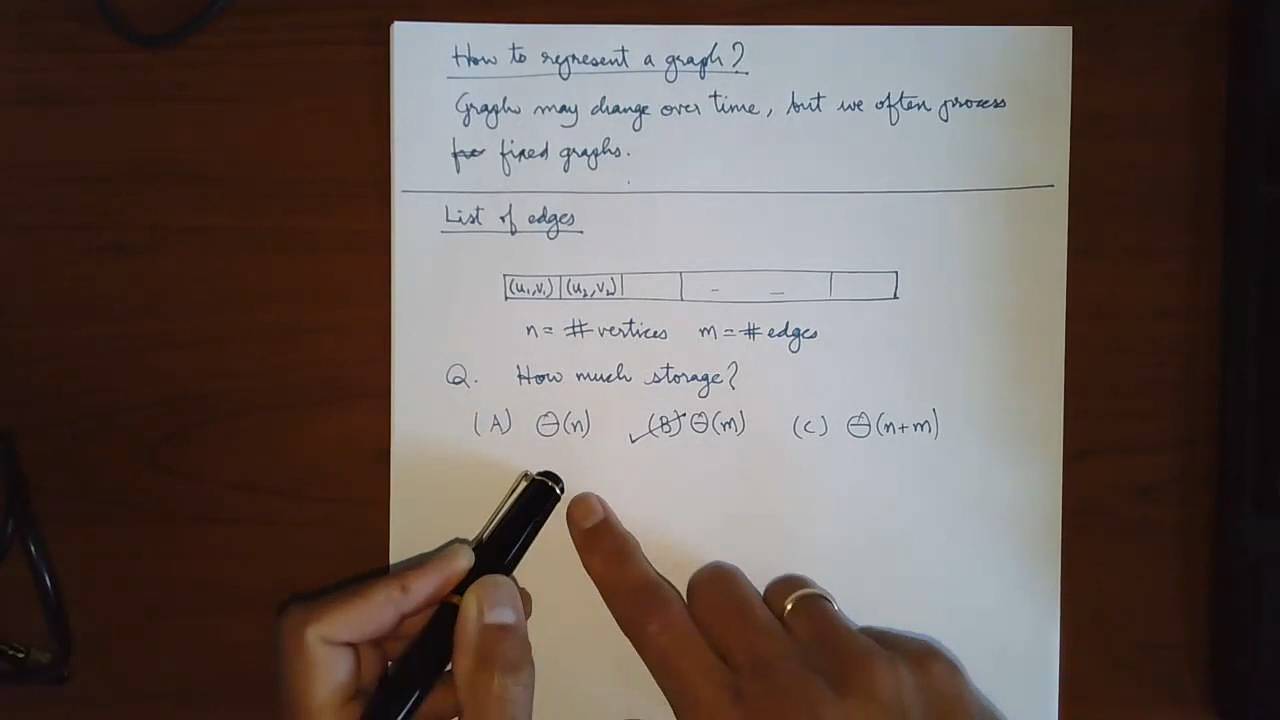 How to represent a graph?
Graphs may change over time, but we often process
fixed graphs.
List of edges
(u₁,v₁) (u₂,v₂) – –
n = # vertices m = # edges
Q. How much storage?
(A) Θ(n) ✓(B) Θ(m) (C) Θ(n+m)